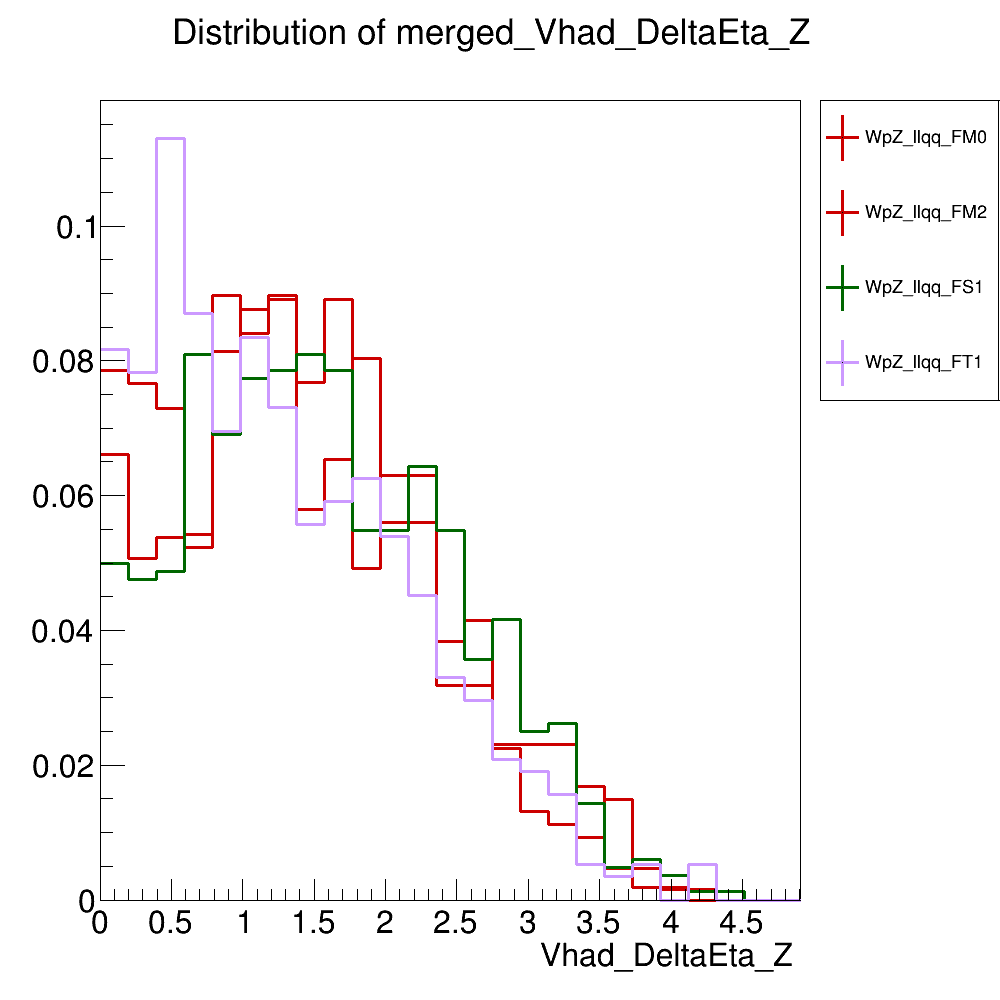 Distribution of merged_Vhad_DeltaEta_Z
WpZ_llqq_FM0
WpZ_llqq_FM2
WpZ_llqq_FS1
WpZ_llqq_FT1
0.1
0.08
0.06
0.04
0.02
0
0 0.5 1 1.5 2 2.5 3 3.5 4 4.5
Vhad_DeltaEta_Z